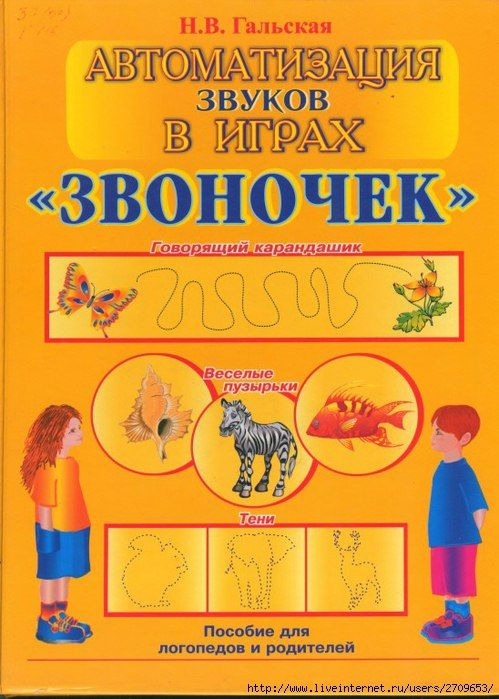 Н.В. Гальская
АВТОМАТИЗАЦИЯ
ЗВУКОВ
В ИГРАХ
«ЗВОНОЧЕК»
Говорящий карандашик
Веселые
пузырьки
Тени
Пособие для
логопедов и родителей
http://www.liveinternet.ru/users/2709653/